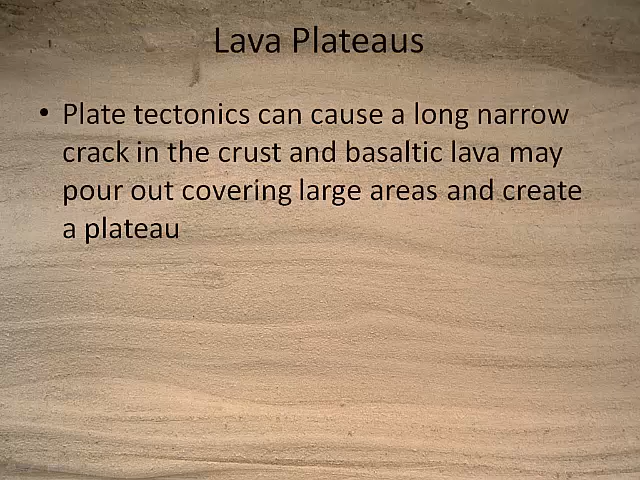 Lava Plateaus
• Plate tectonics can cause a long narrow
crack in the crust and basaltic lava may
pour out covering large areas and create
a plateau